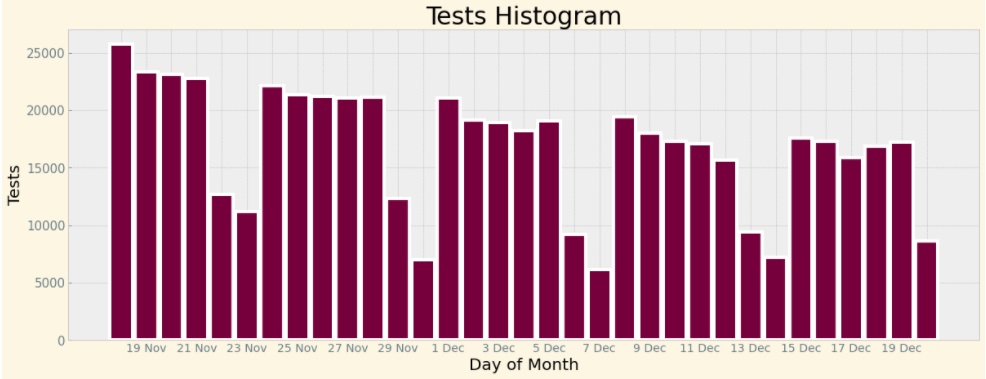 Tests Histogram
25000
20000
15000
10000
5000
0
Tests
19 Nov 21 Nov 23 Nov 25 Nov 27 Nov 29 Nov 1 Dec 3 Dec 5 Dec 7 Dec 9 Dec 11 Dec 13 Dec 15 Dec 17 Dec 19 Dec
Day of Month